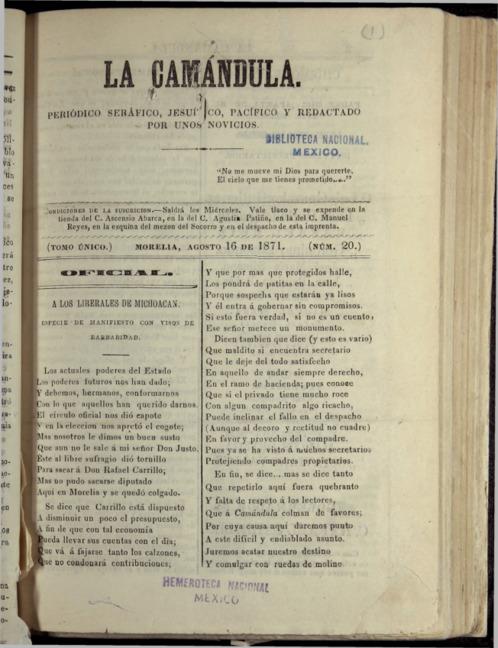 (1)
LA CAMÁNDULA.
PERIÓDICO SERÁFICO, JESUÍTICO, PACÍFICO Y REDACTADO
POR UNOS NOVICIOS.
BIBLIOTECA NACIONAL.
MEXICO.
"No me mueve mi Dios para quererte,
El cielo que me tienes prometido...."
CONDICIONES DE LA SUSCRICION.—Saldrá los Miércoles. Vale tlaco y se expende en la
tienda del C. Ascensio Abarca, en la del C. Agustin Patiño, en la del C. Manuel
Reyes, en la esquina del mezon del Socorro y en el despacho de esta imprenta.
(TOMO ÚNICO.) MORELIA, AGOSTO 16 DE 1871. (NÚM. 20.)
OFICIAL.
A LOS LIBERALES DE MICHOACAN.
ESPECIE DE MANIFIESTO CON VISOS DE
BARBARIDAD.
Los actuales poderes del Estado
Los poderes futuros nos han dado;
Y debemos, hermanos, conformarnos
Con lo que aquellos han querido darnos.
El círculo oficial nos dió capote
Y en la eleccion nos apretó el cogote;
Mas nosotros le dimos un buen susto
Que aun no le sale á mi señor Don Justo.
Este al libre sufragio dió tornillo
Para sacar á Don Rafael Carrillo;
Mas no pudo sacarse diputado
Aquí en Morelia y se quedó colgado.
Se dice que Carrillo está dispuesto
A disminuir un poco el presupuesto,
A fin de que con tal economía
Pueda llevar sus cuentas con el dia;
Que vá á fajarse tanto los calzones,
Que no condonará contribuciones;
Y que por mas que protegidos halle,
Los pondrá de patitas en la calle,
Porque sospecha que estarán ya lisos
Y él entra á gobernar sin compromisos.
Si esto fuera verdad, si no es un cuento,
Ese señor merece un monumento.
Dicen tambien que dice (y esto es vario)
Que maldito si encuentra secretario
Que le deje del todo satisfecho
En aquello de andar siempre derecho,
En el ramo de hacienda; pues conoce
Que si el privado tiene mucho roce
Con algun compadrito algo ricacho,
Puede inclinar el fallo en el despacho
(Aunque al decoro y rectitud no cuadre)
En favor y provecho del compadre.
Pues ya se ha visto á muchos secretarios
Protejiendo compadres propietarios.
En fin, se dice... mas se dice tanto
Que repetirlo aquí fuera quebranto
Y falta de respeto á los lectores,
Que á Camándula colman de favores;
Por cuya causa aquí daremos punto
A este difícil y endiablado asunto.
Juremos acatar nuestro destino
Y comulgar con ruedas de molino
HEMEROTECA NACIONAL
MEXICO